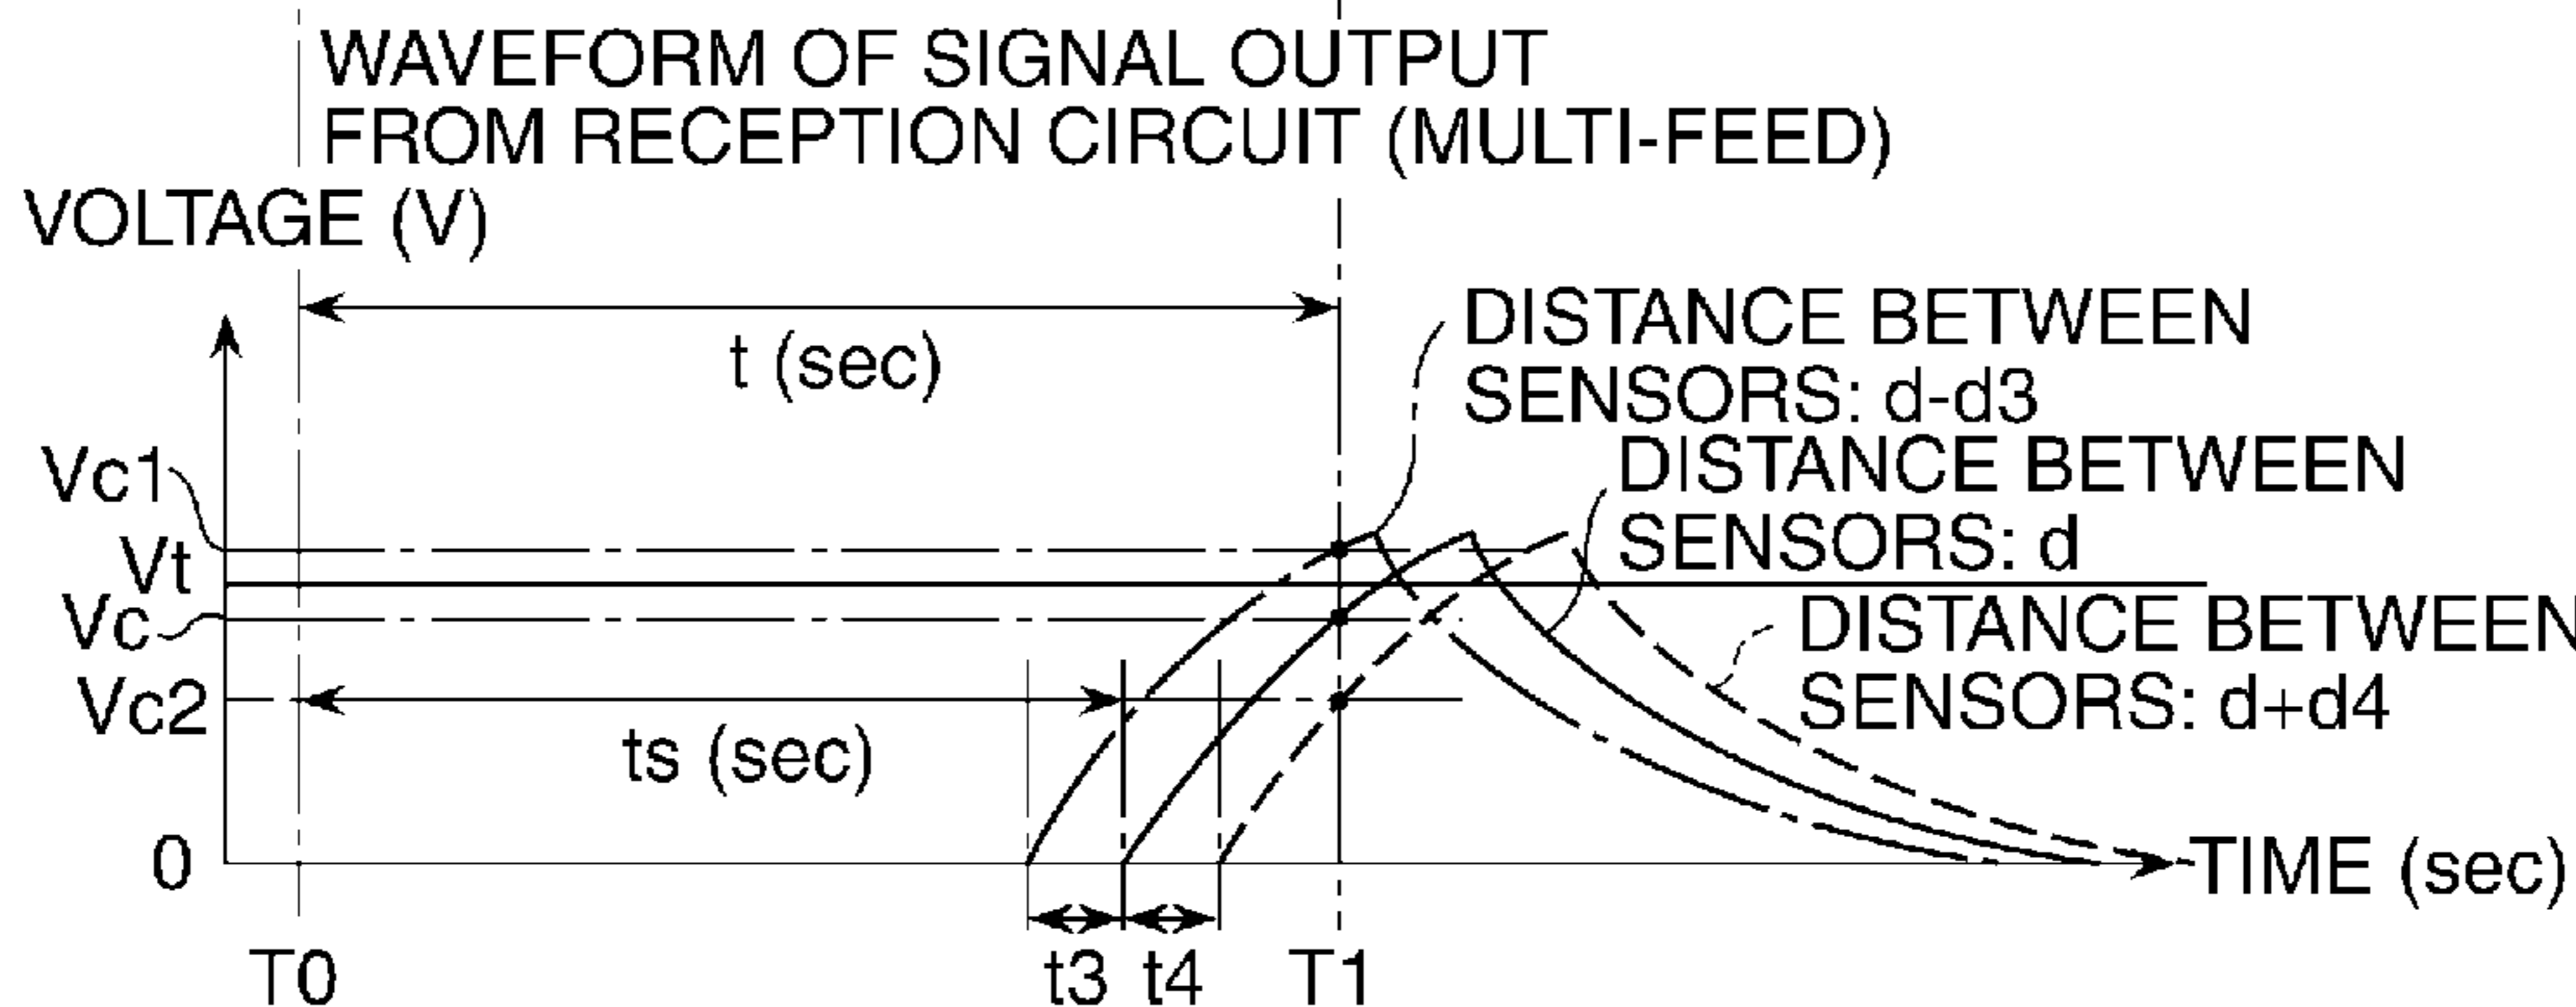 WAVEFORM OF SIGNAL OUTPUT
FROM RECEPTION CIRCUIT (MULTI-FEED)
VOLTAGE (V)
t (sec)
DISTANCE BETWEEN
SENSORS: d-d3
DISTANCE BETWEEN
SENSORS: d
DISTANCE BETWEEN
SENSORS: d+d4
Vc1
Vt
Vc
Vc2
ts (sec)
0
TIME (sec)
T0
t3
t4
T1